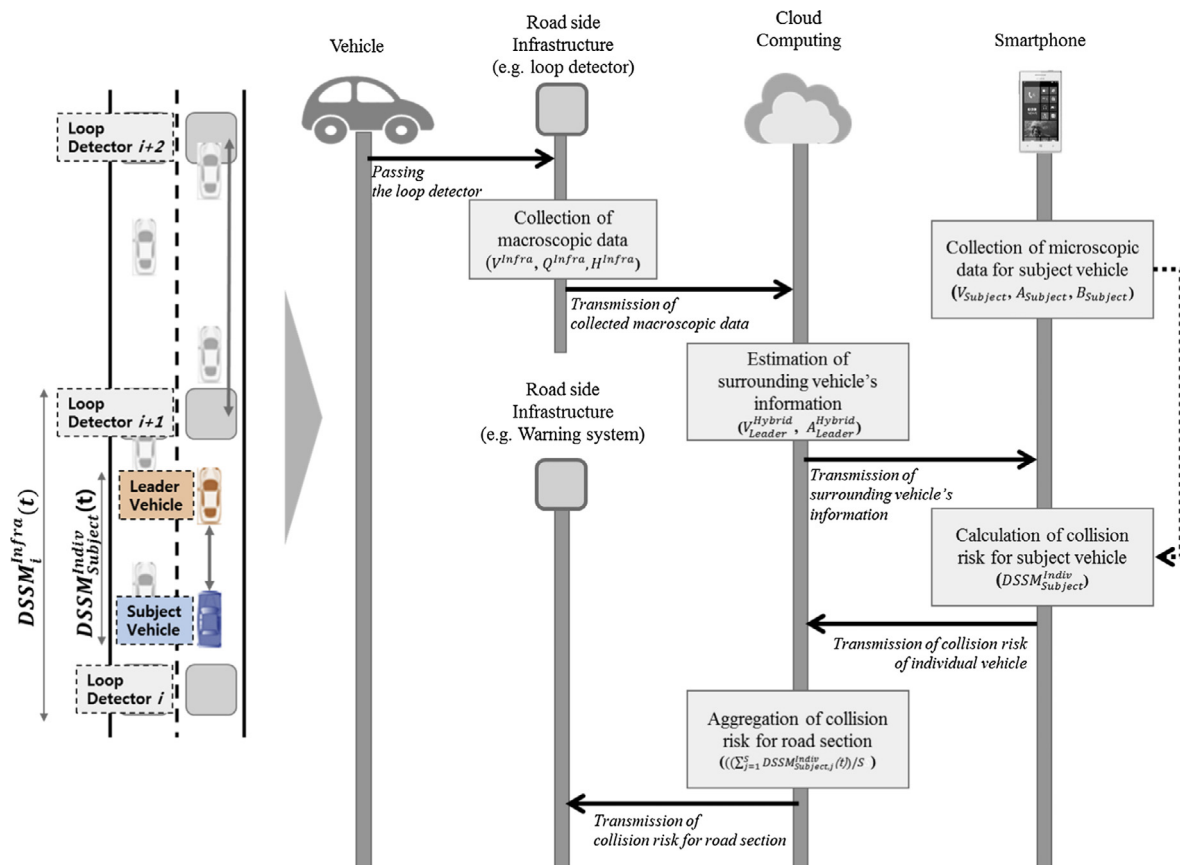 Loop
Detector i+2
Loop
Detector i+1
Leader
Vehicle
Subject
Vehicle
Loop
Detector i
DSSM_i^Infra(t)
DSSM_Subject^Indiv(t)
Vehicle
Road side
Infrastructure
(e.g. loop detector)
Cloud
Computing
Smartphone
Passing
the loop detector
Collection of
macroscopic data
(V^Infra, Q^Infra, H^Infra)
Transmission of
collected macroscopic data
Collection of microscopic
data for subject vehicle
(V_Subject, A_Subject, B_Subject)
Estimation of
surrounding vehicle's
information
(V_Leader^Hybrid, A_Leader^Hybrid)
Road side
Infrastructure
(e.g. Warning system)
Transmission of
surrounding vehicle's
information
Calculation of collision
risk for subject vehicle
(DSSM_Subject^Indiv)
Transmission of collision risk
of individual vehicle
Aggregation of collision
risk for road section
(((∑_{j=1}^S DSSM_{Subject,j}^Indiv(t))/S )
Transmission of
collision risk for road section